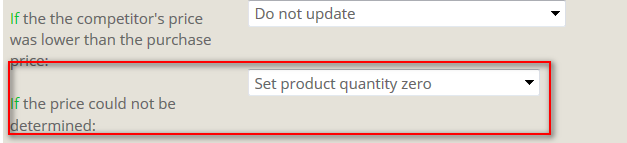 If the the competitor's price
was lower than the purchase
price:
Do not update
If the price could not be
determined:
Set product quantity zero